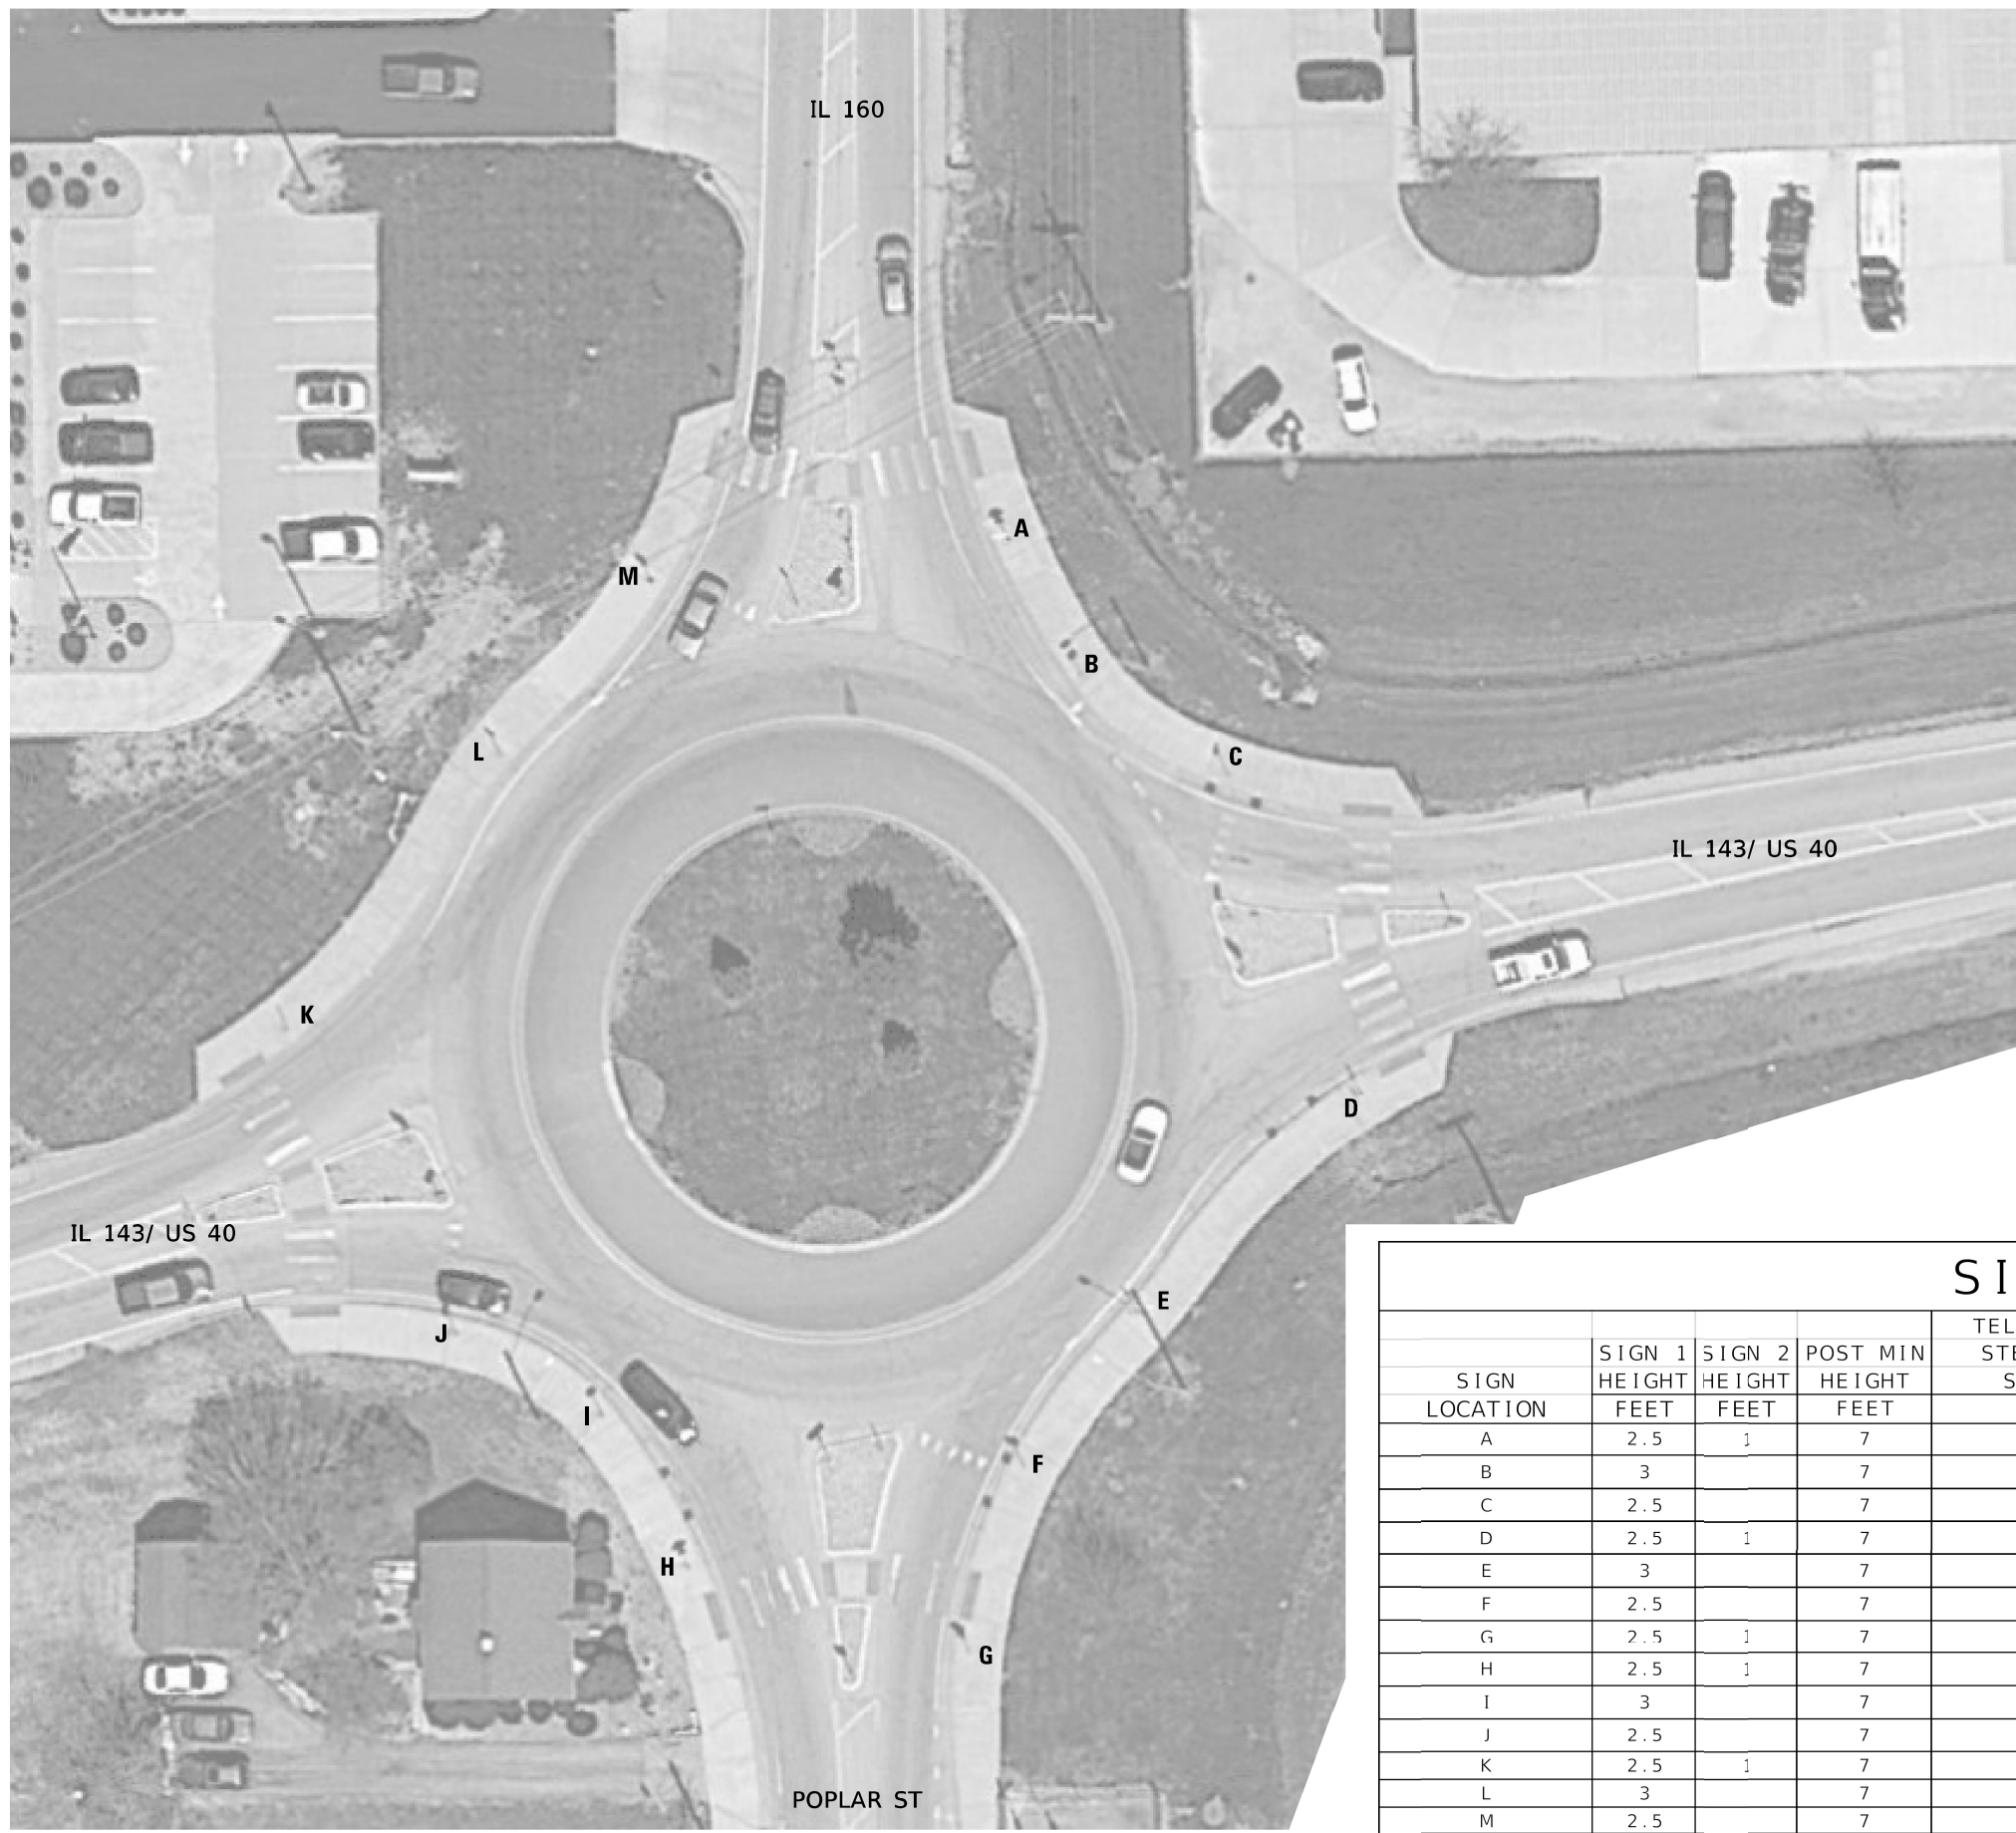 IL 160
A
M
B
L
C
IL 143/ US 40
K
D
IL 143/ US 40
E
J
I
F
H
G
POPLAR ST
SI
TEL
SIGN 1 SIGN 2 POST MIN STE
SIGN HEIGHT HEIGHT HEIGHT S
LOCATION FEET FEET FEET
A 2.5 1 7
B 3 7
C 2.5 7
D 2.5 1 7
E 3 7
F 2.5 7
G 2.5 1 7
H 2.5 1 7
I 3 7
J 2.5 7
K 2.5 1 7
L 3 7
M 2.5 7